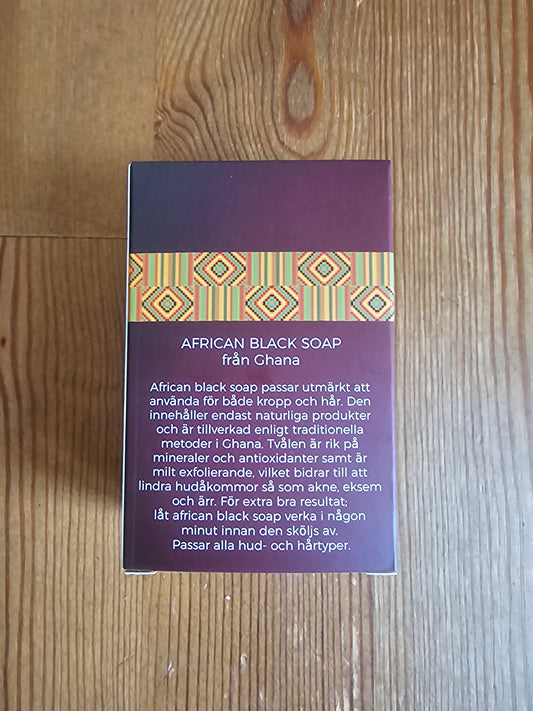 AFRICAN BLACK SOAP
från Ghana
African black soap passar utmärkt att
använda för både kropp och hår. Den
innehåller endast naturliga produkter
och är tillverkad enligt traditionella
metoder i Ghana. Tvålen är rik på
mineraler och antioxidanter samt är
milt exfolierande, vilket bidrar till att
lindra hudåkommor så som akne, eksem
och ärr. För extra bra resultat;
låt african black soap verka i någon
minut innan den sköljs av.
Passar alla hud- och hårtyper.